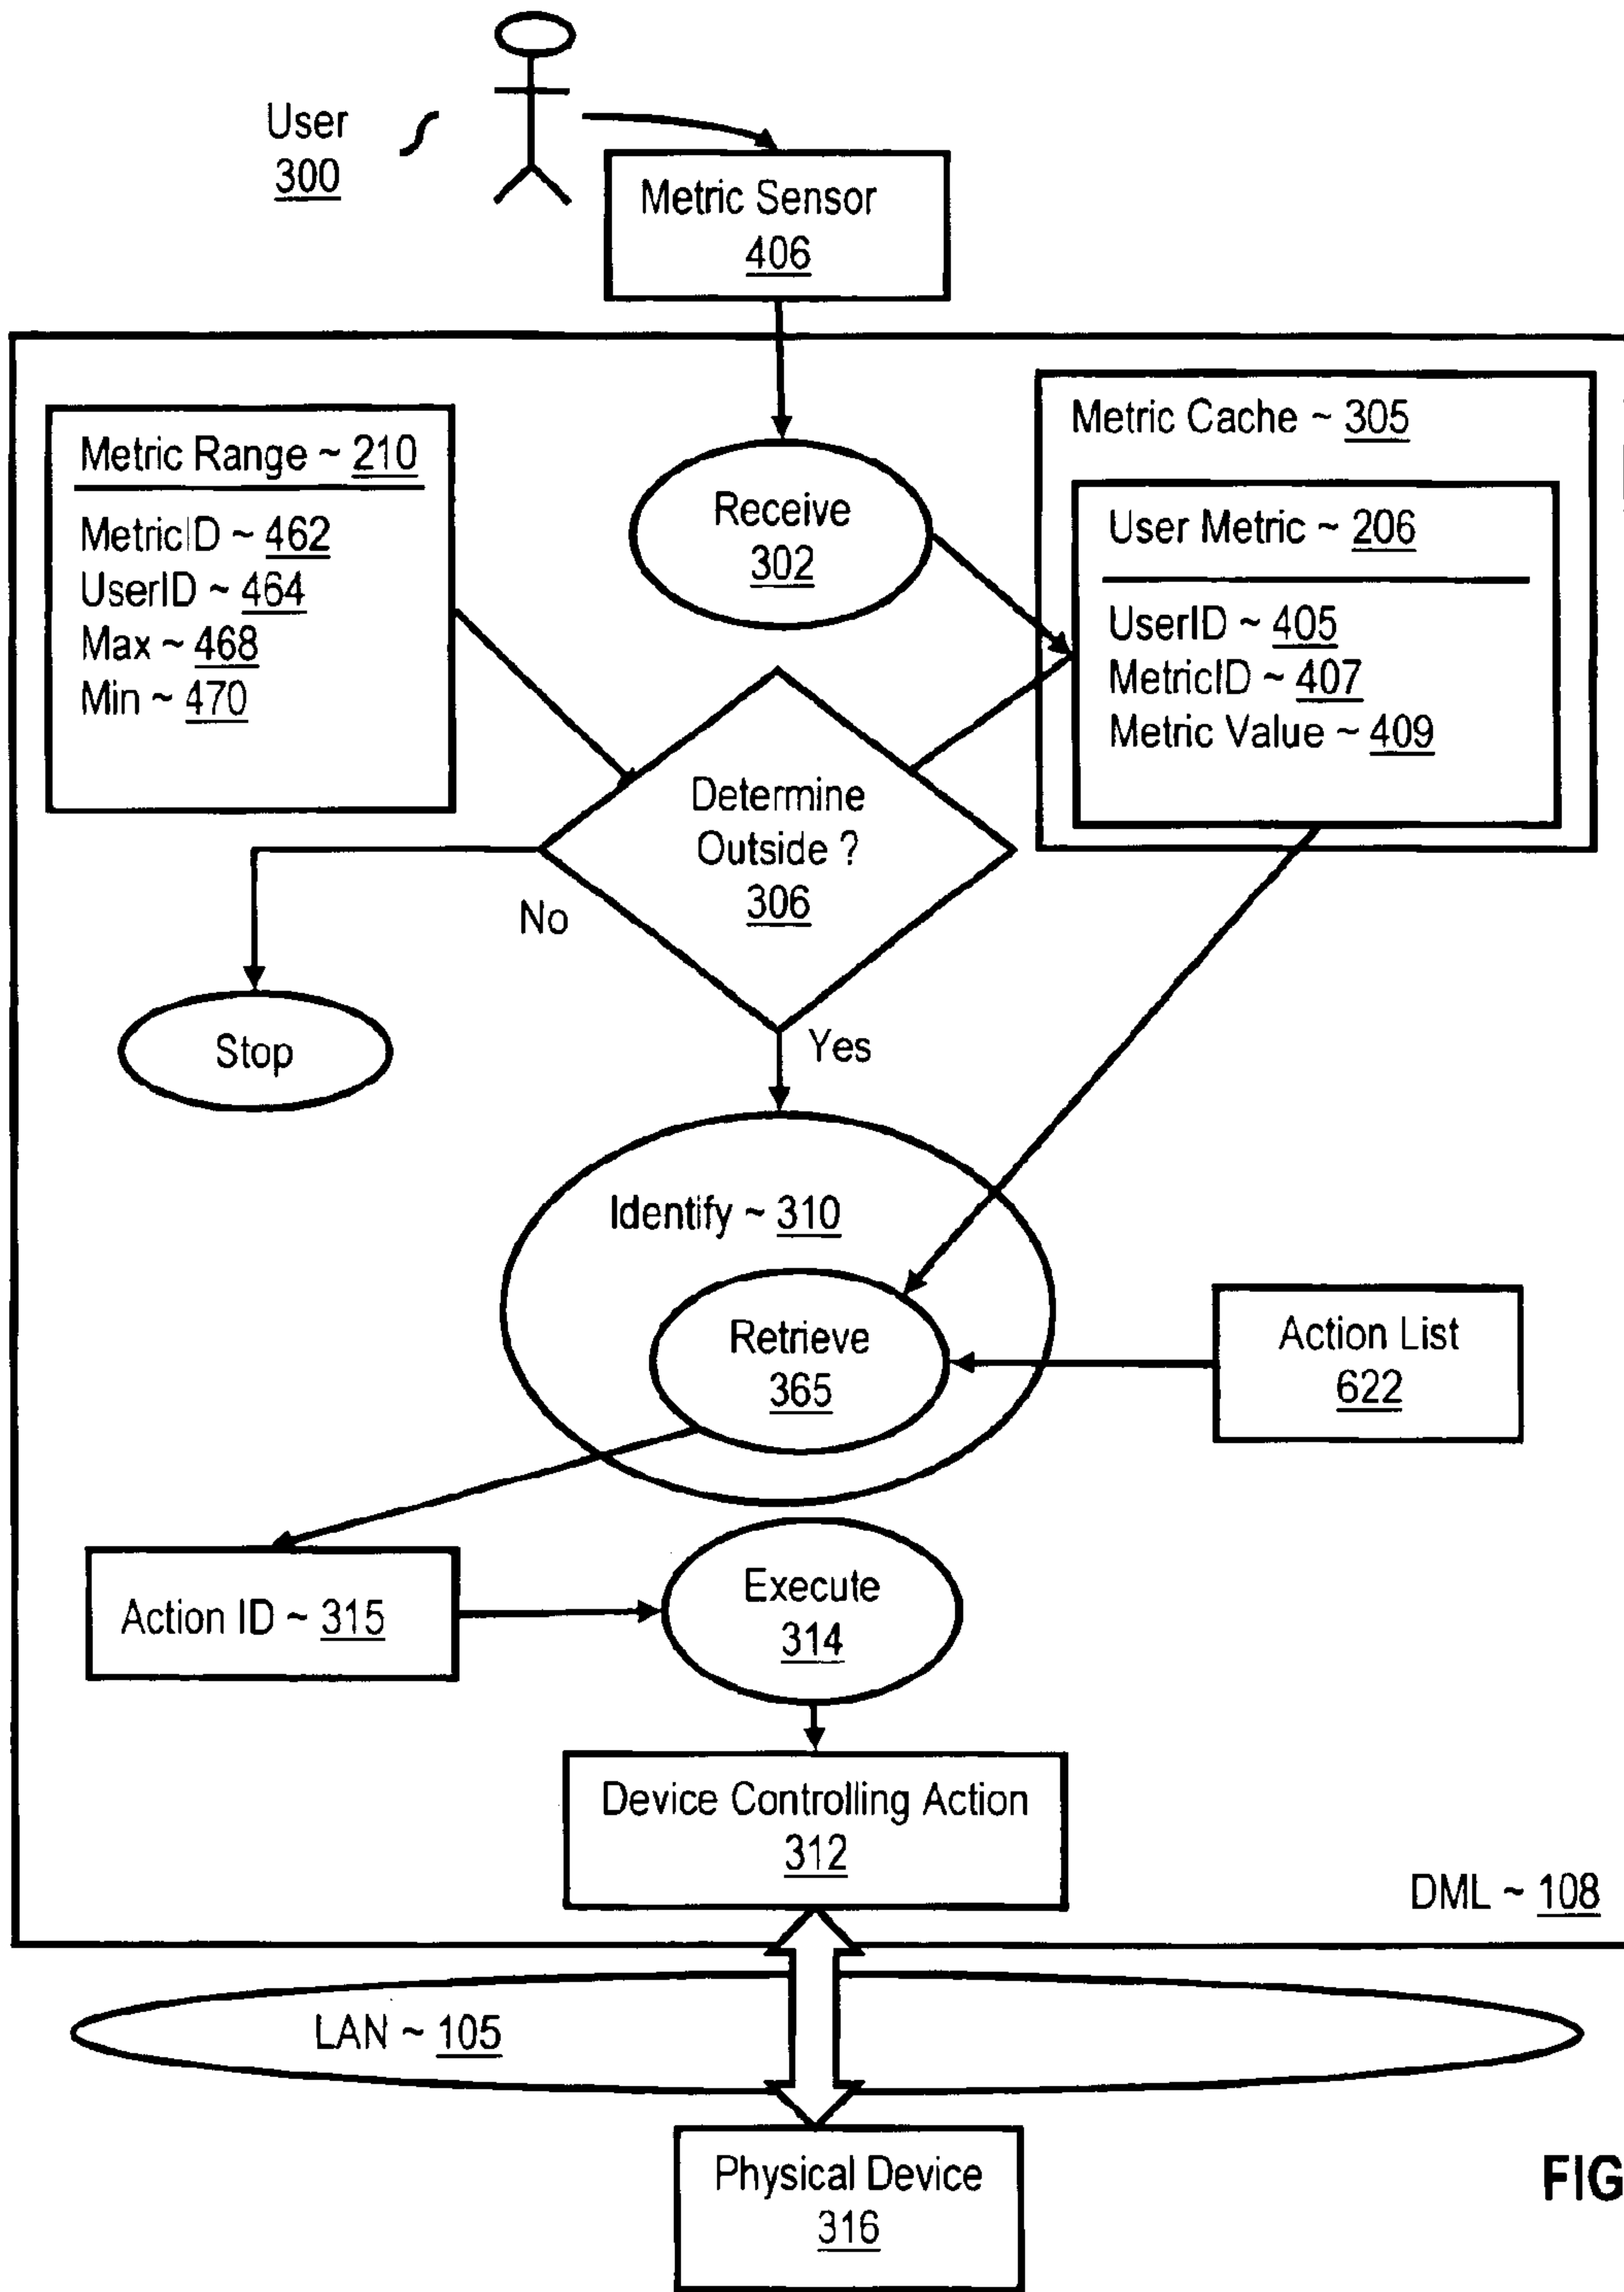 User
300
Metric Sensor
406
Metric Range ~ 210
MetricID ~ 462
UserID ~ 464
Max ~ 468
Min ~ 470
Receive
302
Metric Cache ~ 305
User Metric ~ 206
UserID ~ 405
MetricID ~ 407
Metric Value ~ 409
Determine
Outside ?
306
No
Yes
Stop
Identify ~ 310
Retrieve
365
Action List
622
Action ID ~ 315
Execute
314
Device Controlling Action
312
DML ~ 108
LAN ~ 105
Physical Device
316
FIG